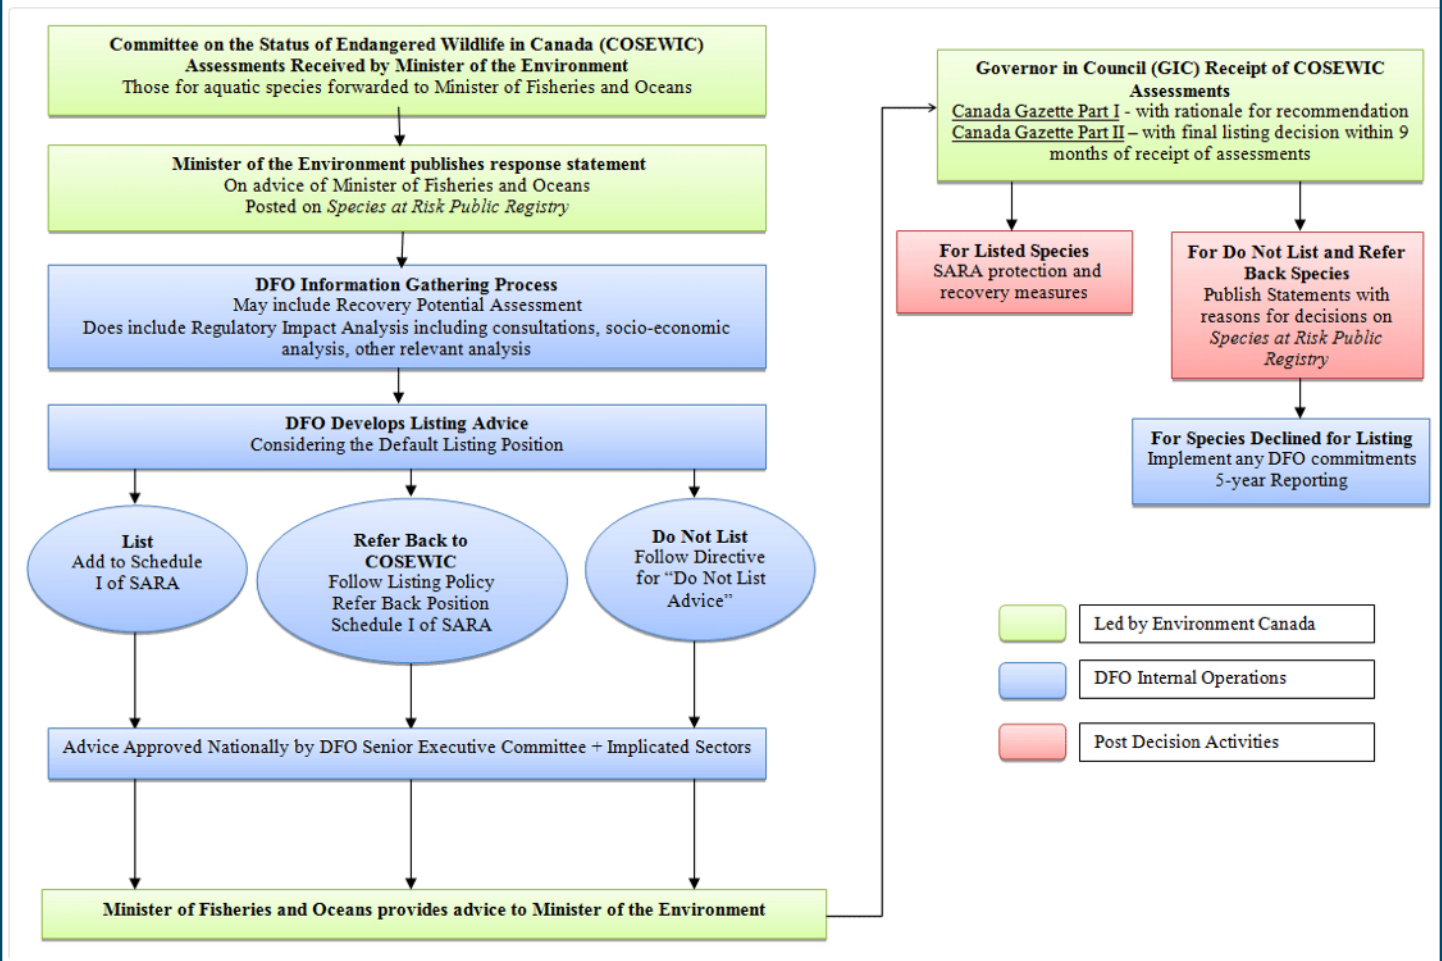 Committee on the Status of Endangered Wildlife in Canada (COSEWIC)
Assessments Received by Minister of the Environment
Those for aquatic species forwarded to Minister of Fisheries and Oceans
Minister of the Environment publishes response statement
On advice of Minister of Fisheries and Oceans
Posted on Species at Risk Public Registry
DFO Information Gathering Process
May include Recovery Potential Assessment
Does include Regulatory Impact Analysis including consultations, socio-economic
analysis, other relevant analysis
DFO Develops Listing Advice
Considering the Default Listing Position
List
Add to Schedule
I of SARA
Refer Back to
COSEWIC
Follow Listing Policy
Refer Back Position
Schedule I of SARA
Do Not List
Follow Directive
for “Do Not List
Advice”
Advice Approved Nationally by DFO Senior Executive Committee + Implicated Sectors
Minister of Fisheries and Oceans provides advice to Minister of the Environment
Governor in Council (GIC) Receipt of COSEWIC
Assessments
Canada Gazette Part I - with rationale for recommendation
Canada Gazette Part II – with final listing decision within 9
months of receipt of assessments
For Listed Species
SARA protection and
recovery measures
For Do Not List and Refer
Back Species
Publish Statements with
reasons for decisions on
Species at Risk Public
Registry
For Species Declined for Listing
Implement any DFO commitments
5-year Reporting
Led by Environment Canada
DFO Internal Operations
Post Decision Activities